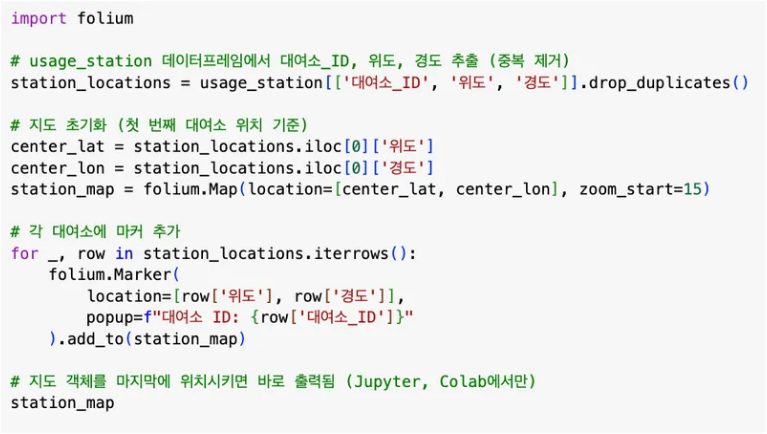 import folium

# usage_station 데이터프레임에서 대여소_ID, 위도, 경도 추출 (중복 제거)
station_locations = usage_station[['대여소_ID', '위도', '경도']].drop_duplicates()

# 지도 초기화 (첫 번째 대여소 위치 기준)
center_lat = station_locations.iloc[0]['위도']
center_lon = station_locations.iloc[0]['경도']
station_map = folium.Map(location=[center_lat, center_lon], zoom_start=15)

# 각 대여소에 마커 추가
for _, row in station_locations.iterrows():
    folium.Marker(
        location=[row['위도'], row['경도']],
        popup=f"대여소 ID: {row['대여소_ID']}"
    ).add_to(station_map)

# 지도 객체를 마지막에 위치시키면 바로 출력됨 (Jupyter, Colab에서만)
station_map